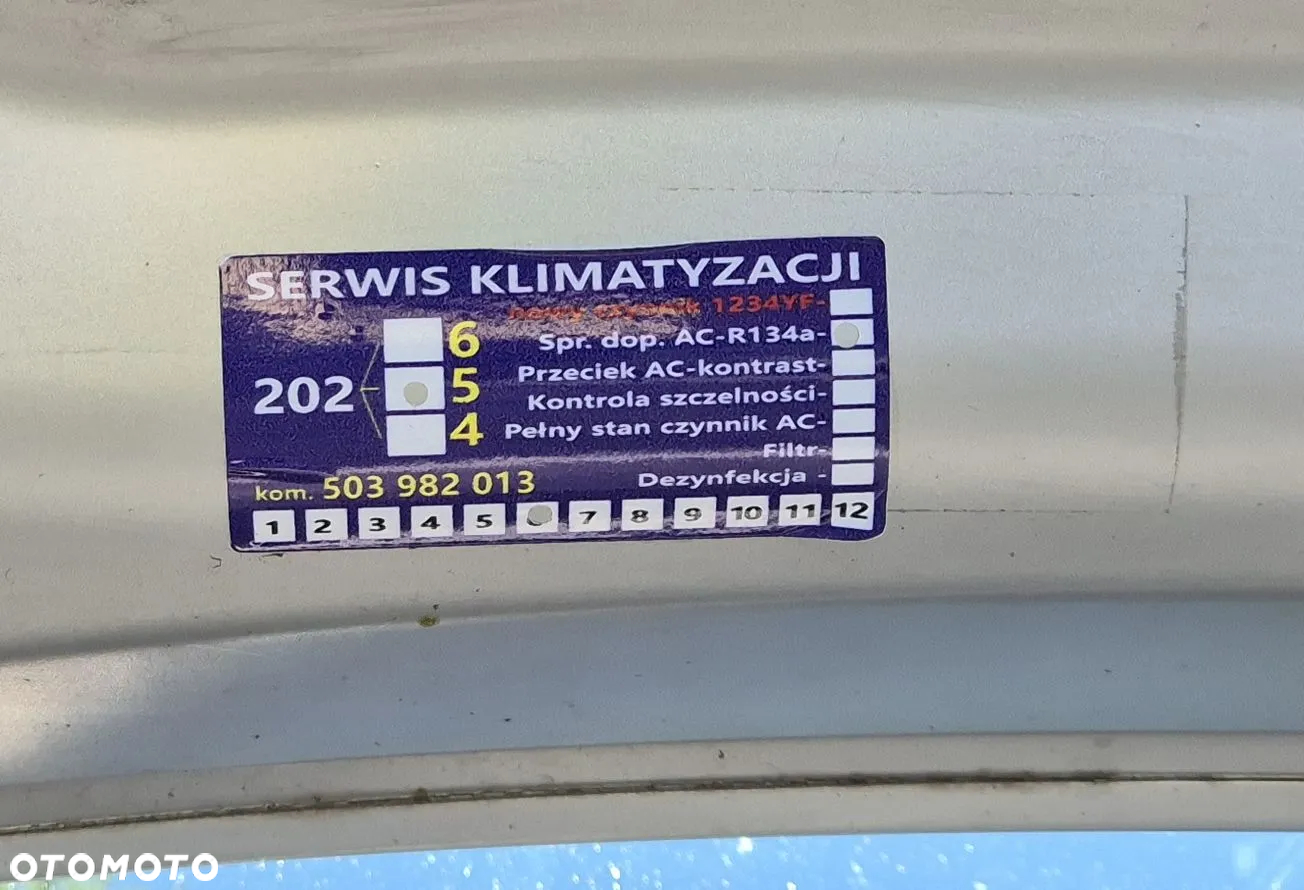 SERWIS KLIMATYZACJI
nowy czynnik 1234YF-
Spr. dop. AC-R134a-
Przeciek AC-kontrast-
Kontrola szczelności-
Pełny stan czynnik AC-
Filtr-
Dezynfekcja -
202
6
5
4
kom. 503 982 013
1 2 3 4 5 6 7 8 9 10 11 12
OTOMOTO